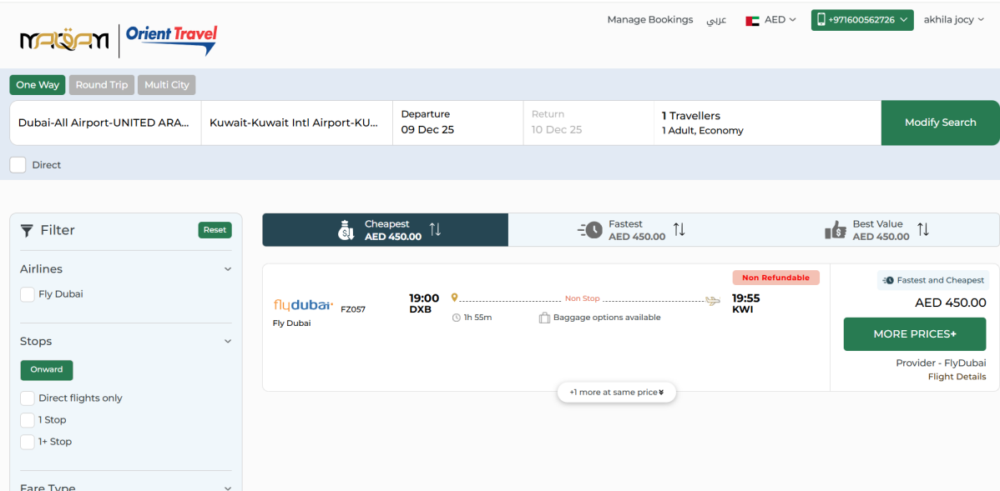 Manage Bookings
عربي
AED
+971600562726
akhila jocy
MAQAM
Orient Travel
One Way
Round Trip
Multi City
Dubai-All Airport-UNITED ARA...
Kuwait-Kuwait Intl Airport-KU...
Departure
09 Dec 25
Return
10 Dec 25
1 Travellers
1 Adult, Economy
Modify Search
Direct
Filter
Reset
Airlines
Fly Dubai
Stops
Onward
Direct flights only
1 Stop
1+ Stop
Fare Type
Cheapest
AED 450.00
Fastest
AED 450.00
Best Value
AED 450.00
Non Refundable
flydubai
FZ057
Fly Dubai
19:00
DXB
Non Stop
1h 55m
Baggage options available
19:55
KWI
Fastest and Cheapest
AED 450.00
MORE PRICES+
Provider - FlyDubai
Flight Details
+1 more at same price